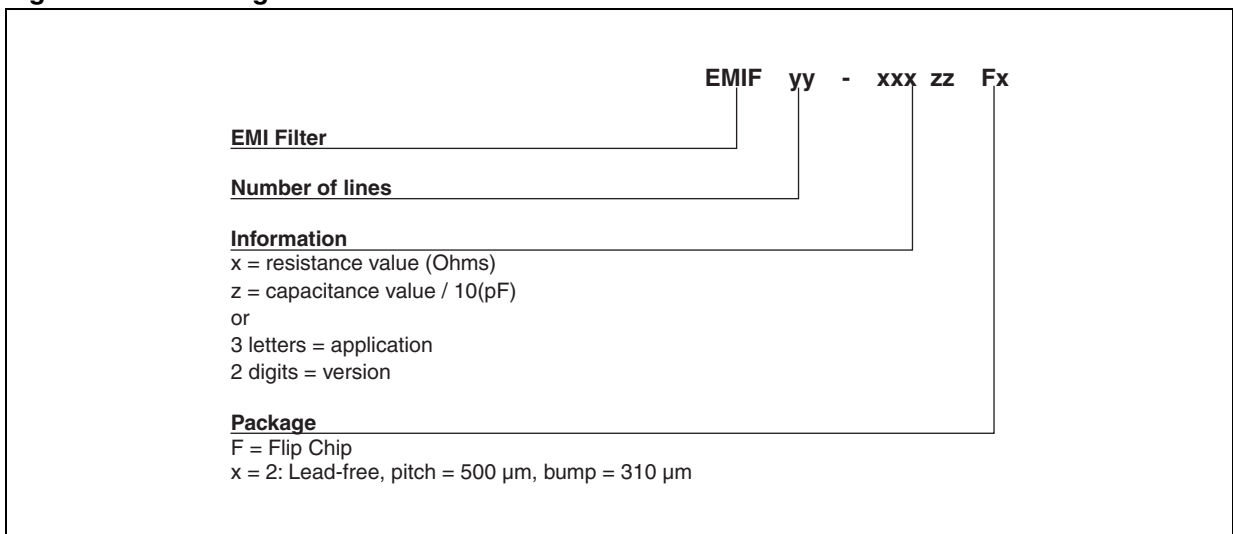 EMIF yy - xxx zz Fx
EMI Filter
Number of lines
Information
x = resistance value (Ohms)
z = capacitance value / 10(pF)
or
3 letters = application
2 digits = version
Package
F = Flip Chip
x = 2: Lead-free, pitch = 500 µm, bump = 310 µm